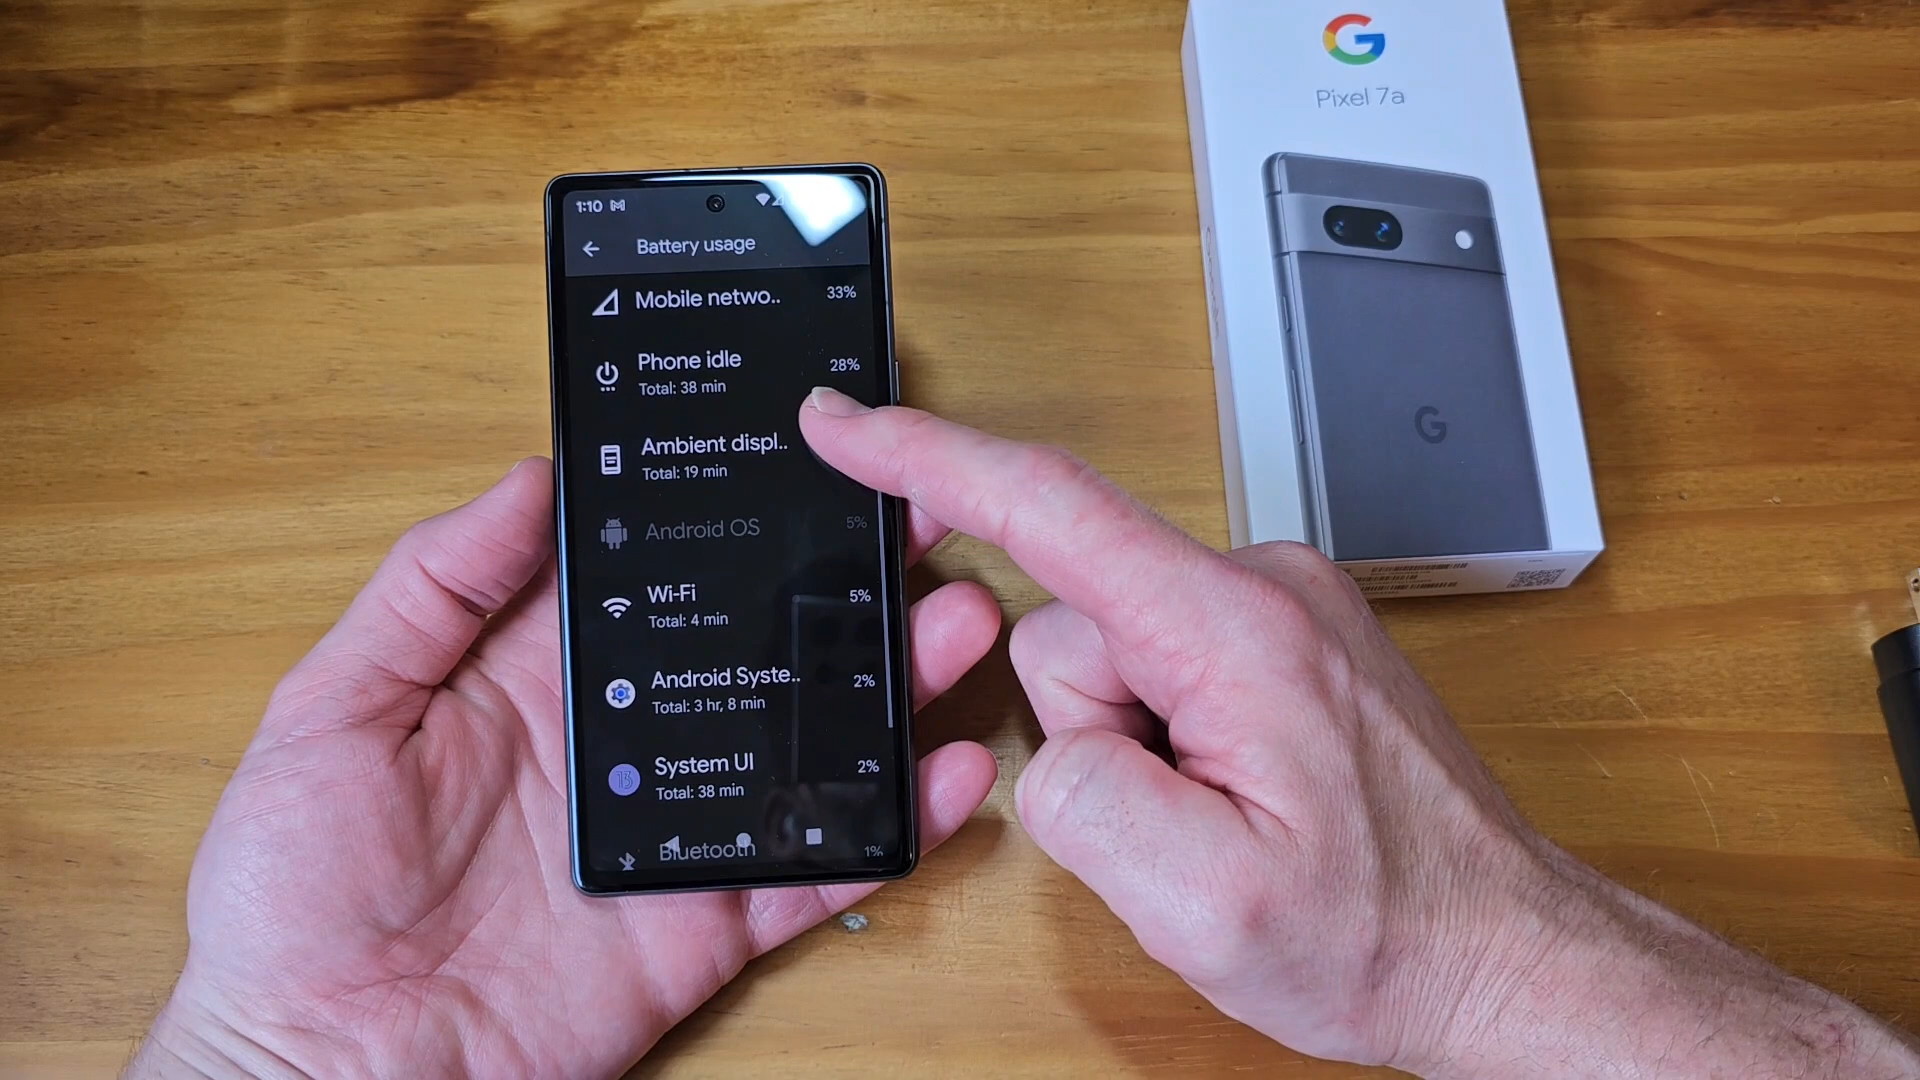 G
Pixel 7a
1:10
Battery usage
Mobile netwo..
33%
Phone idle
28%
Total: 38 min
Ambient displ..
Total: 19 min
Android OS
5%
Wi-Fi
5%
Total: 4 min
Android Syste..
2%
Total: 3 hr, 8 min
System UI
2%
13
Total: 38 min
Bluetooth
1%
G